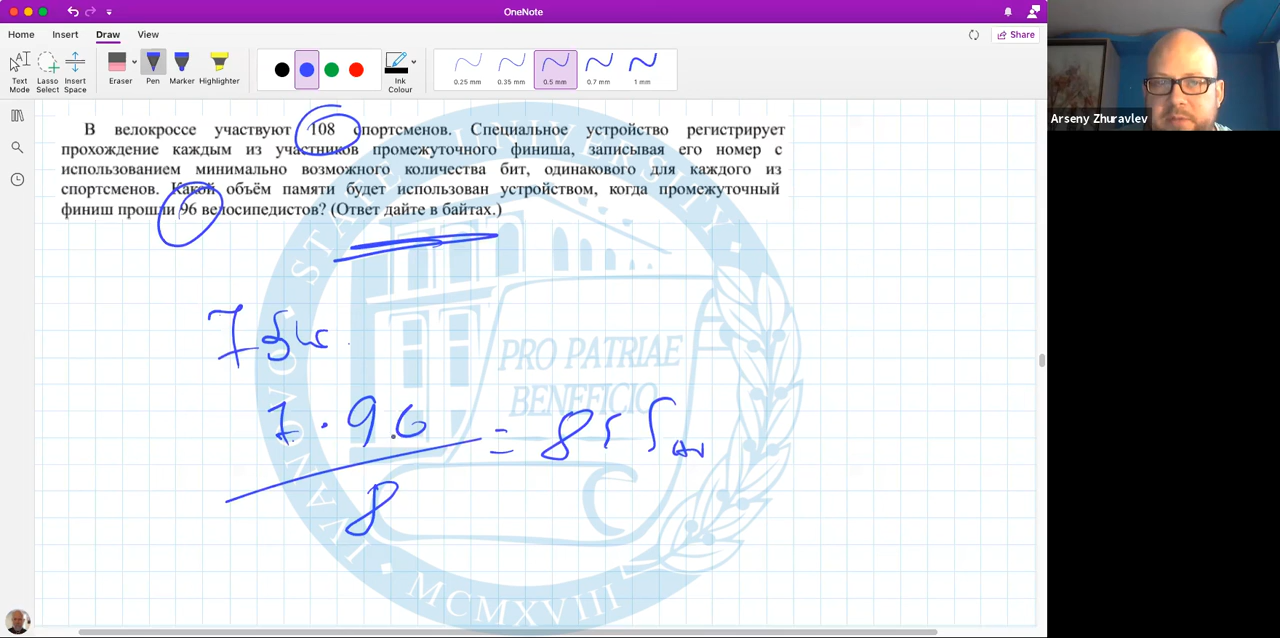 OneNote
Home Insert Draw View
Share
Text Mode
Lasso Select
Insert Space
Eraser
Pen
Marker
Highlighter
0.25 mm
0.35 mm
0.5 mm
0.7 mm
1 mm
Ink Colour
Arseny Zhuravlev
В велокроссе участвуют 108 спортсменов. Специальное устройство регистрирует
прохождение каждым из участников промежуточного финиша, записывая его номер с
использованием минимально возможного количества бит, одинакового для каждого из
спортсменов. Какой объём памяти будет использован устройством, когда промежуточный
финиш прошли 96 велосипедистов? (Ответ дайте в байтах.)
7 бит
7 · 96
= 85
8
PRO PATRIAE
BENEFICIO
IVANOVO STATE UNIVERSITY
MCMXVIII